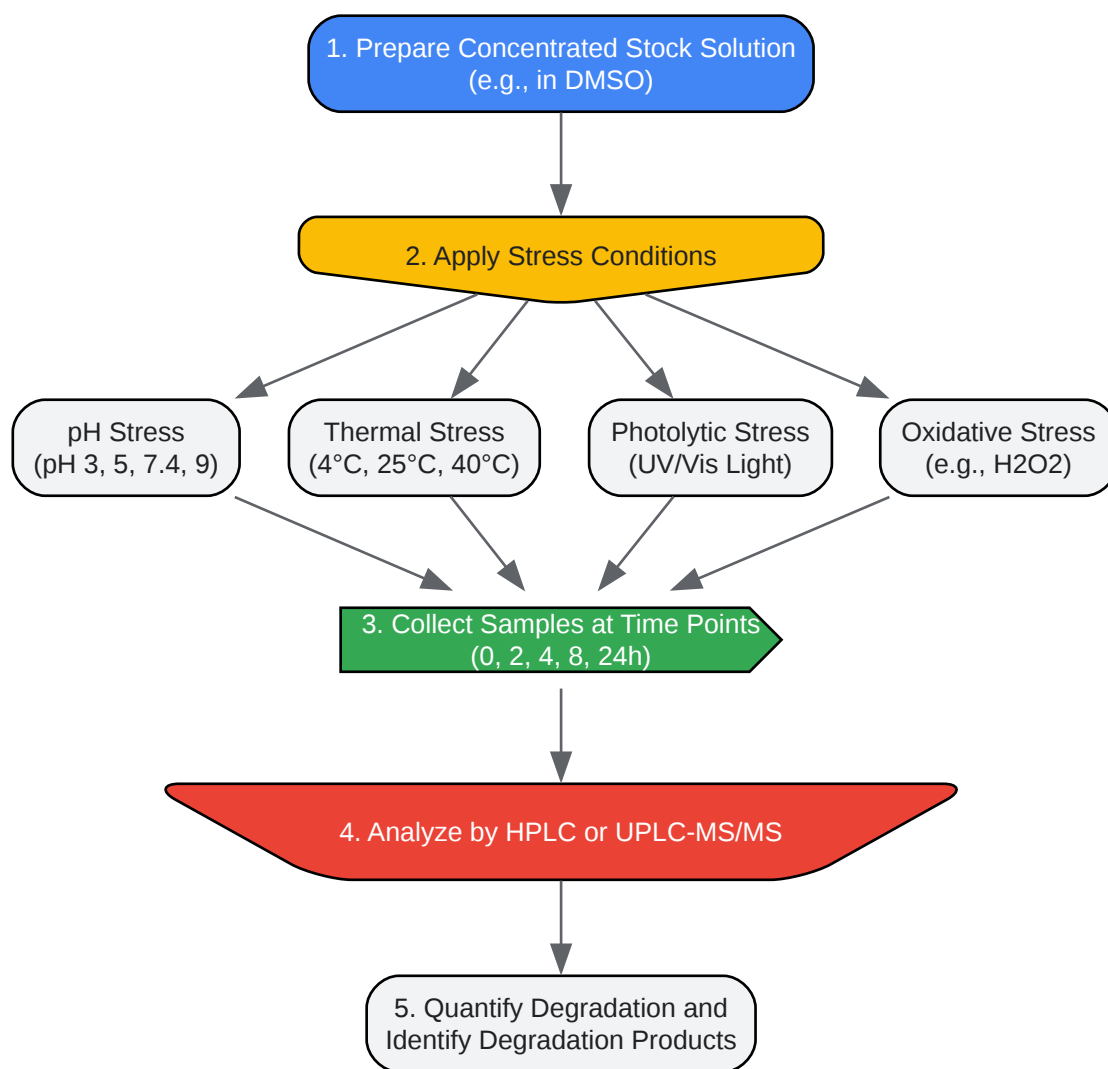 1. Prepare Concentrated Stock Solution
(e.g., in DMSO)
2. Apply Stress Conditions
pH Stress
(pH 3, 5, 7.4, 9)
Thermal Stress
(4°C, 25°C, 40°C)
Photolytic Stress
(UV/Vis Light)
Oxidative Stress
(e.g., H2O2)
3. Collect Samples at Time Points
(0, 2, 4, 8, 24h)
4. Analyze by HPLC or UPLC-MS/MS
5. Quantify Degradation and
Identify Degradation Products